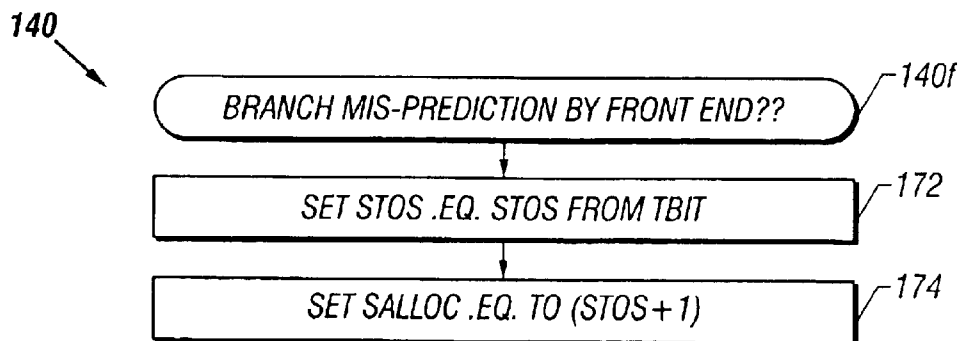 140
BRANCH MIS-PREDICTION BY FRONT END??
140f
SET STOS .EQ. STOS FROM TBIT
172
SET SALLOC .EQ. TO (STOS+1)
174